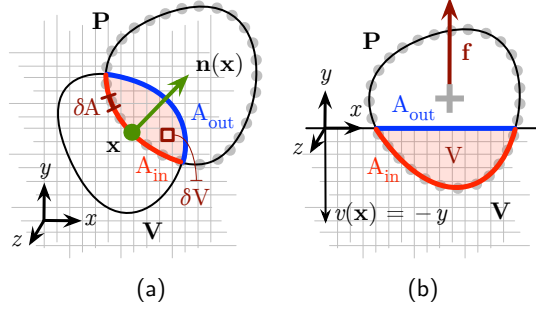 P
n(x)
δA
A_out
x
A_in
δV
y
x
z
V
(a)
P
f
y
x
A_out
z
V
A_in
v(x) = −y
V
(b)